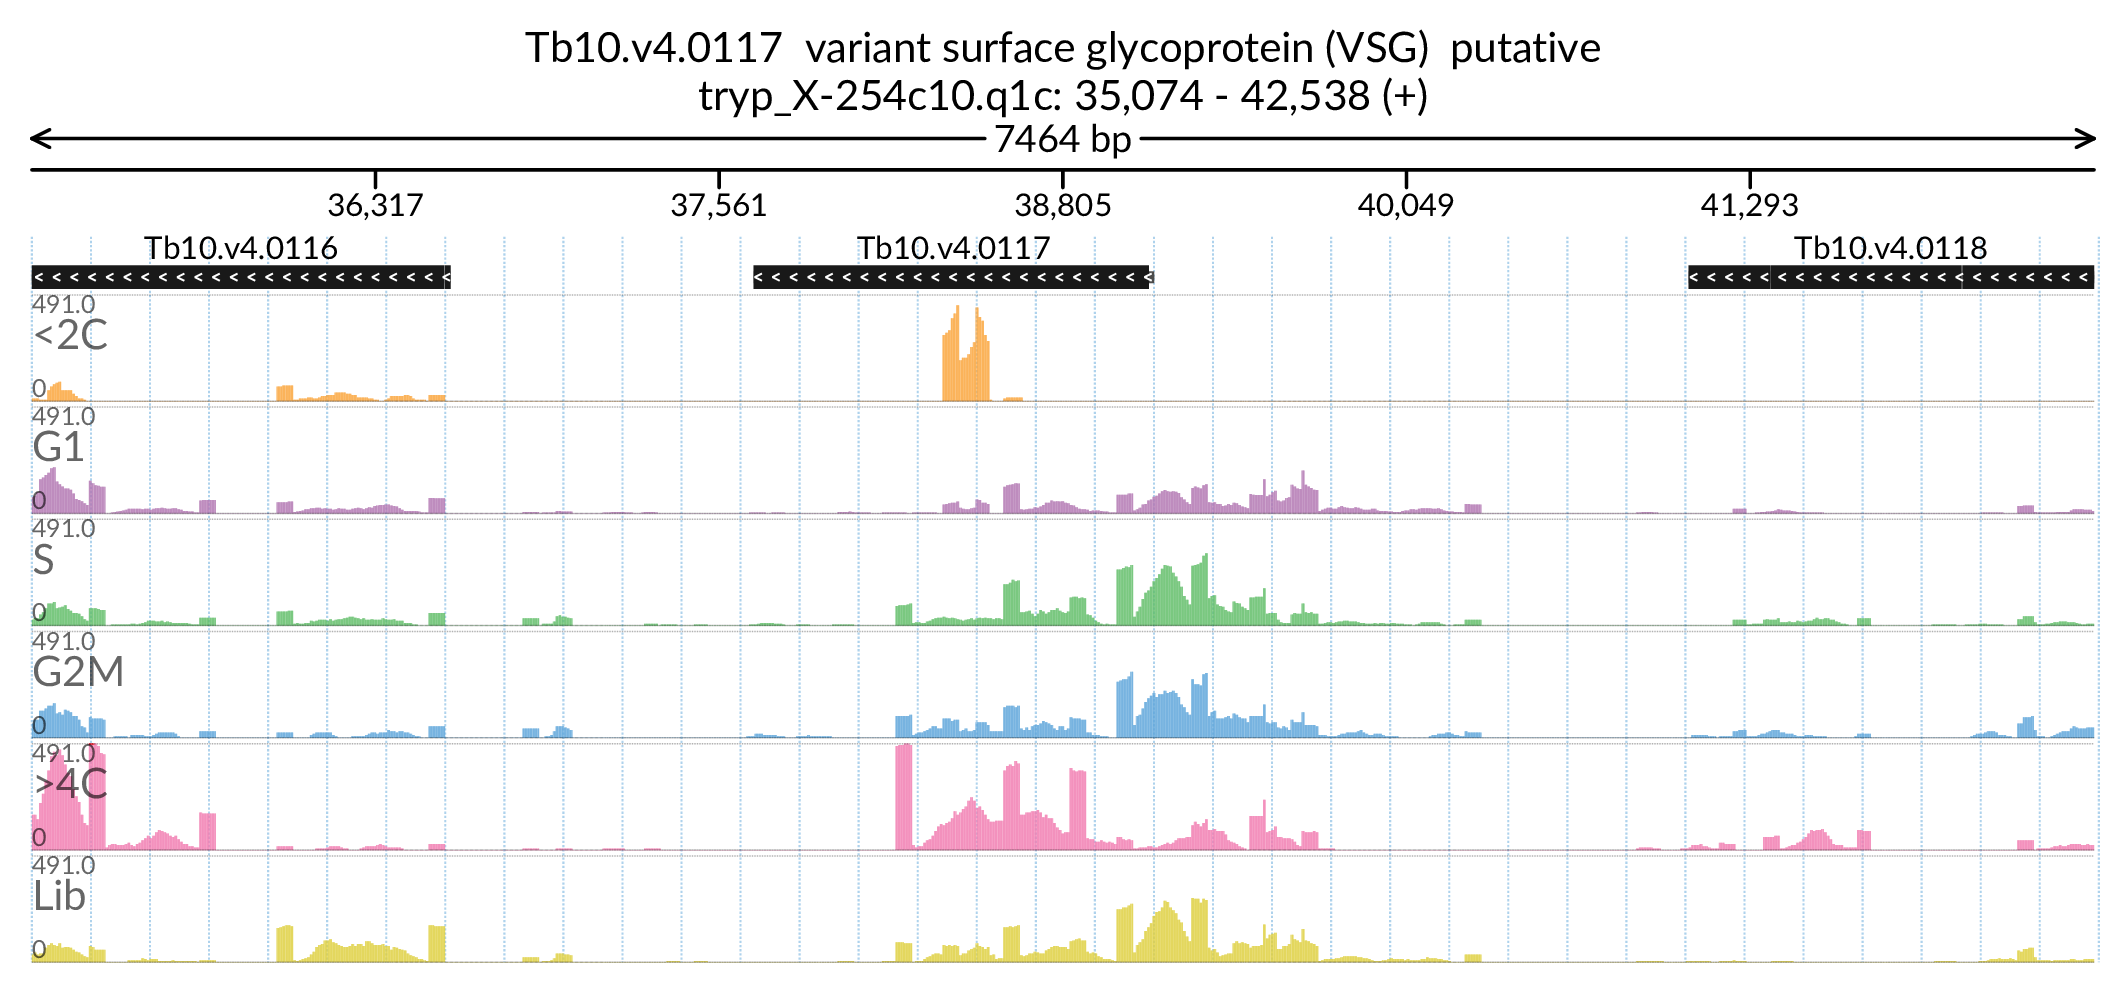 Tb10.v4.0117 variant surface glycoprotein (VSG) putative
tryp_X-254c10.q1c: 35,074 - 42,538 (+)
7464 bp
36,317 37,561 38,805 40,049 41,293
Tb10.v4.0116 Tb10.v4.0117 Tb10.v4.0118
491.0
<2C
0
491.0
G1
0
491.0
S
0
491.0
G2M
0
491.0
>4C
0
491.0
Lib
0